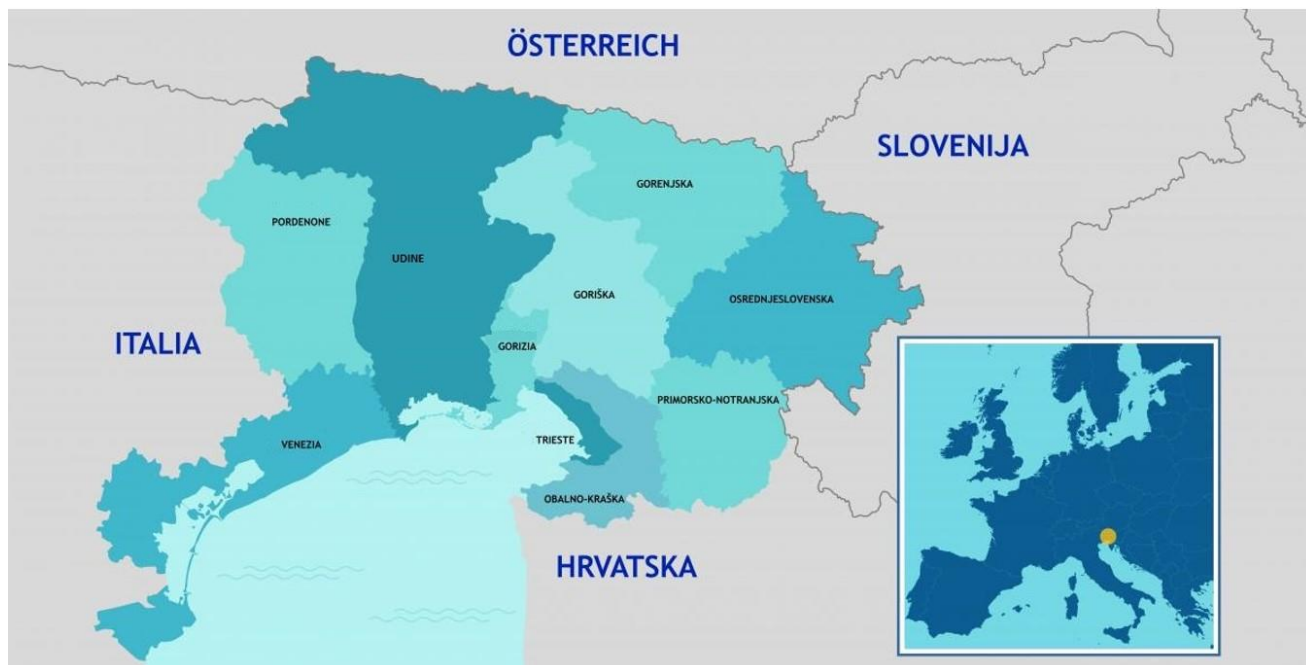 ÖSTERREICH
SLOVENIJA
GORENJSKA
PORDENONE
UDINE
GORIŠKA
OSREDNJESLOVENSKA
ITALIA
GORIZIA
PRIMORSKO-NOTRANJSKA
VENEZIA
TRIESTE
OBALNO-KRAŠKA
HRVATSKA